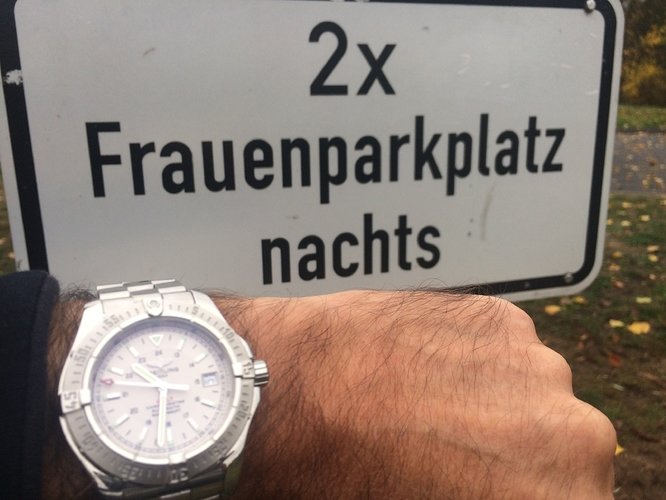 2x
Frauenparkplatz
nachts